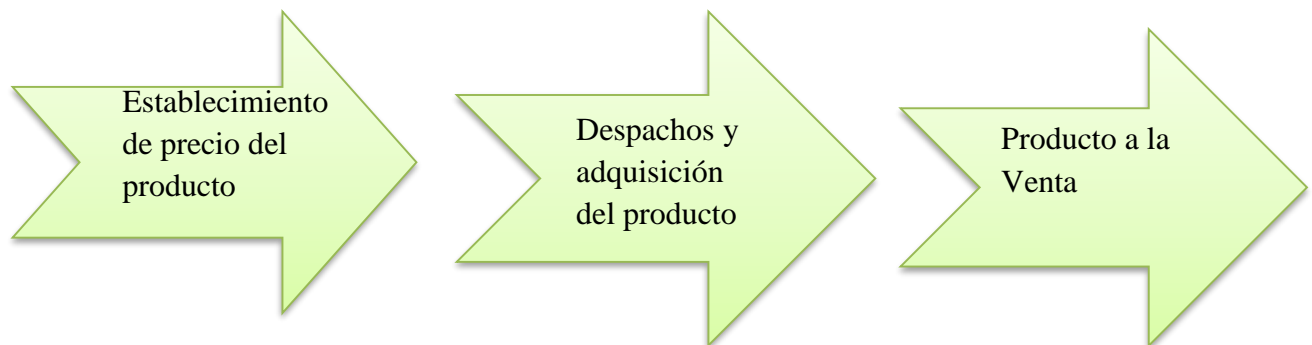 Establecimiento
de precio del
producto
Despachos y
adquisición
del producto
Producto a la
Venta